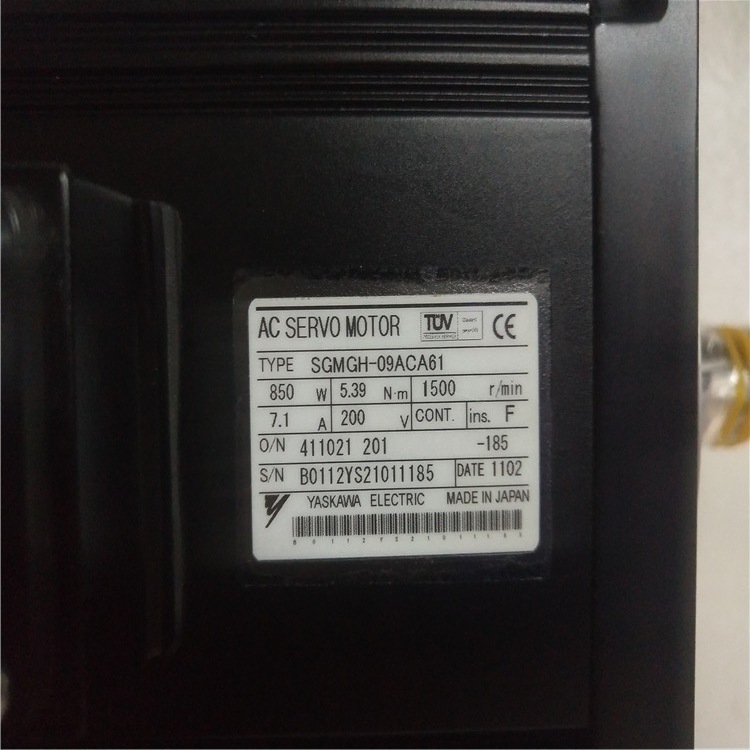 AC SERVO MOTOR TÜV CE
TYPE SGMGH-09ACA61
850 W 5.39 N·m 1500 r/min
7.1 A 200 V CONT. ins. F
O/N 411021 201 -185
S/N B0112YS21011185 DATE 1102
YASKAWA ELECTRIC MADE IN JAPAN
B0112YS21011185